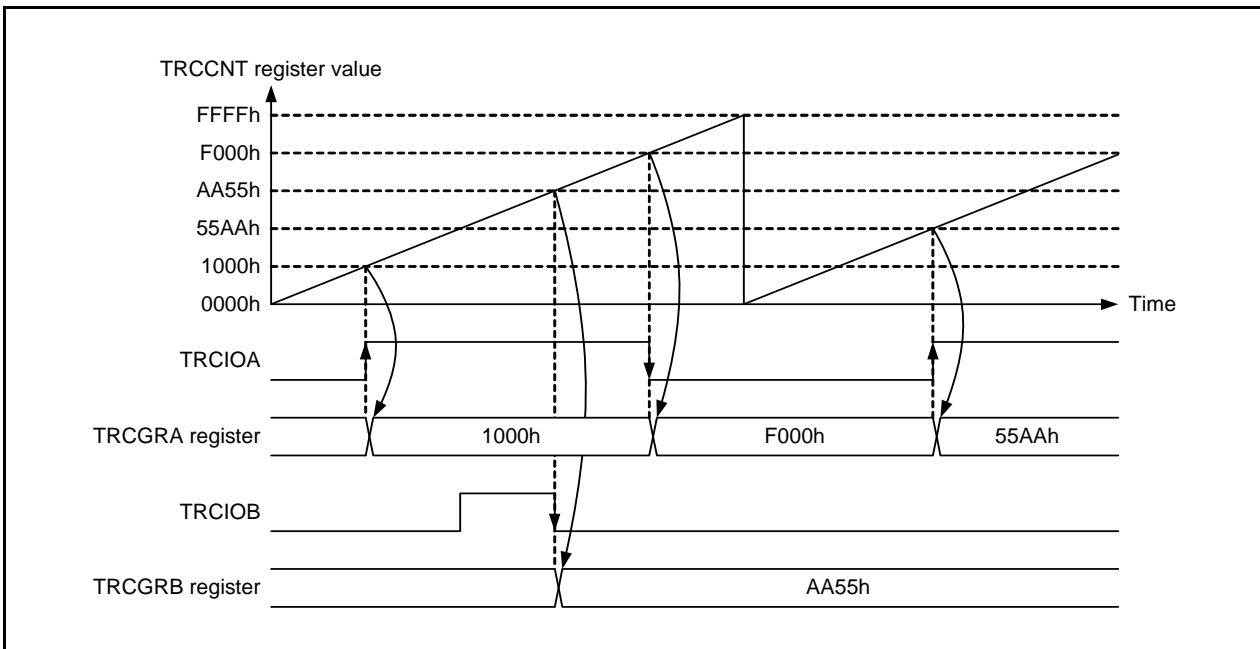 TRCCNT register value
FFFFh
F000h
AA55h
55AAh
1000h
0000h
Time
TRCIOA
TRCGRA register 1000h F000h 55AAh
TRCIOB
TRCGRB register AA55h